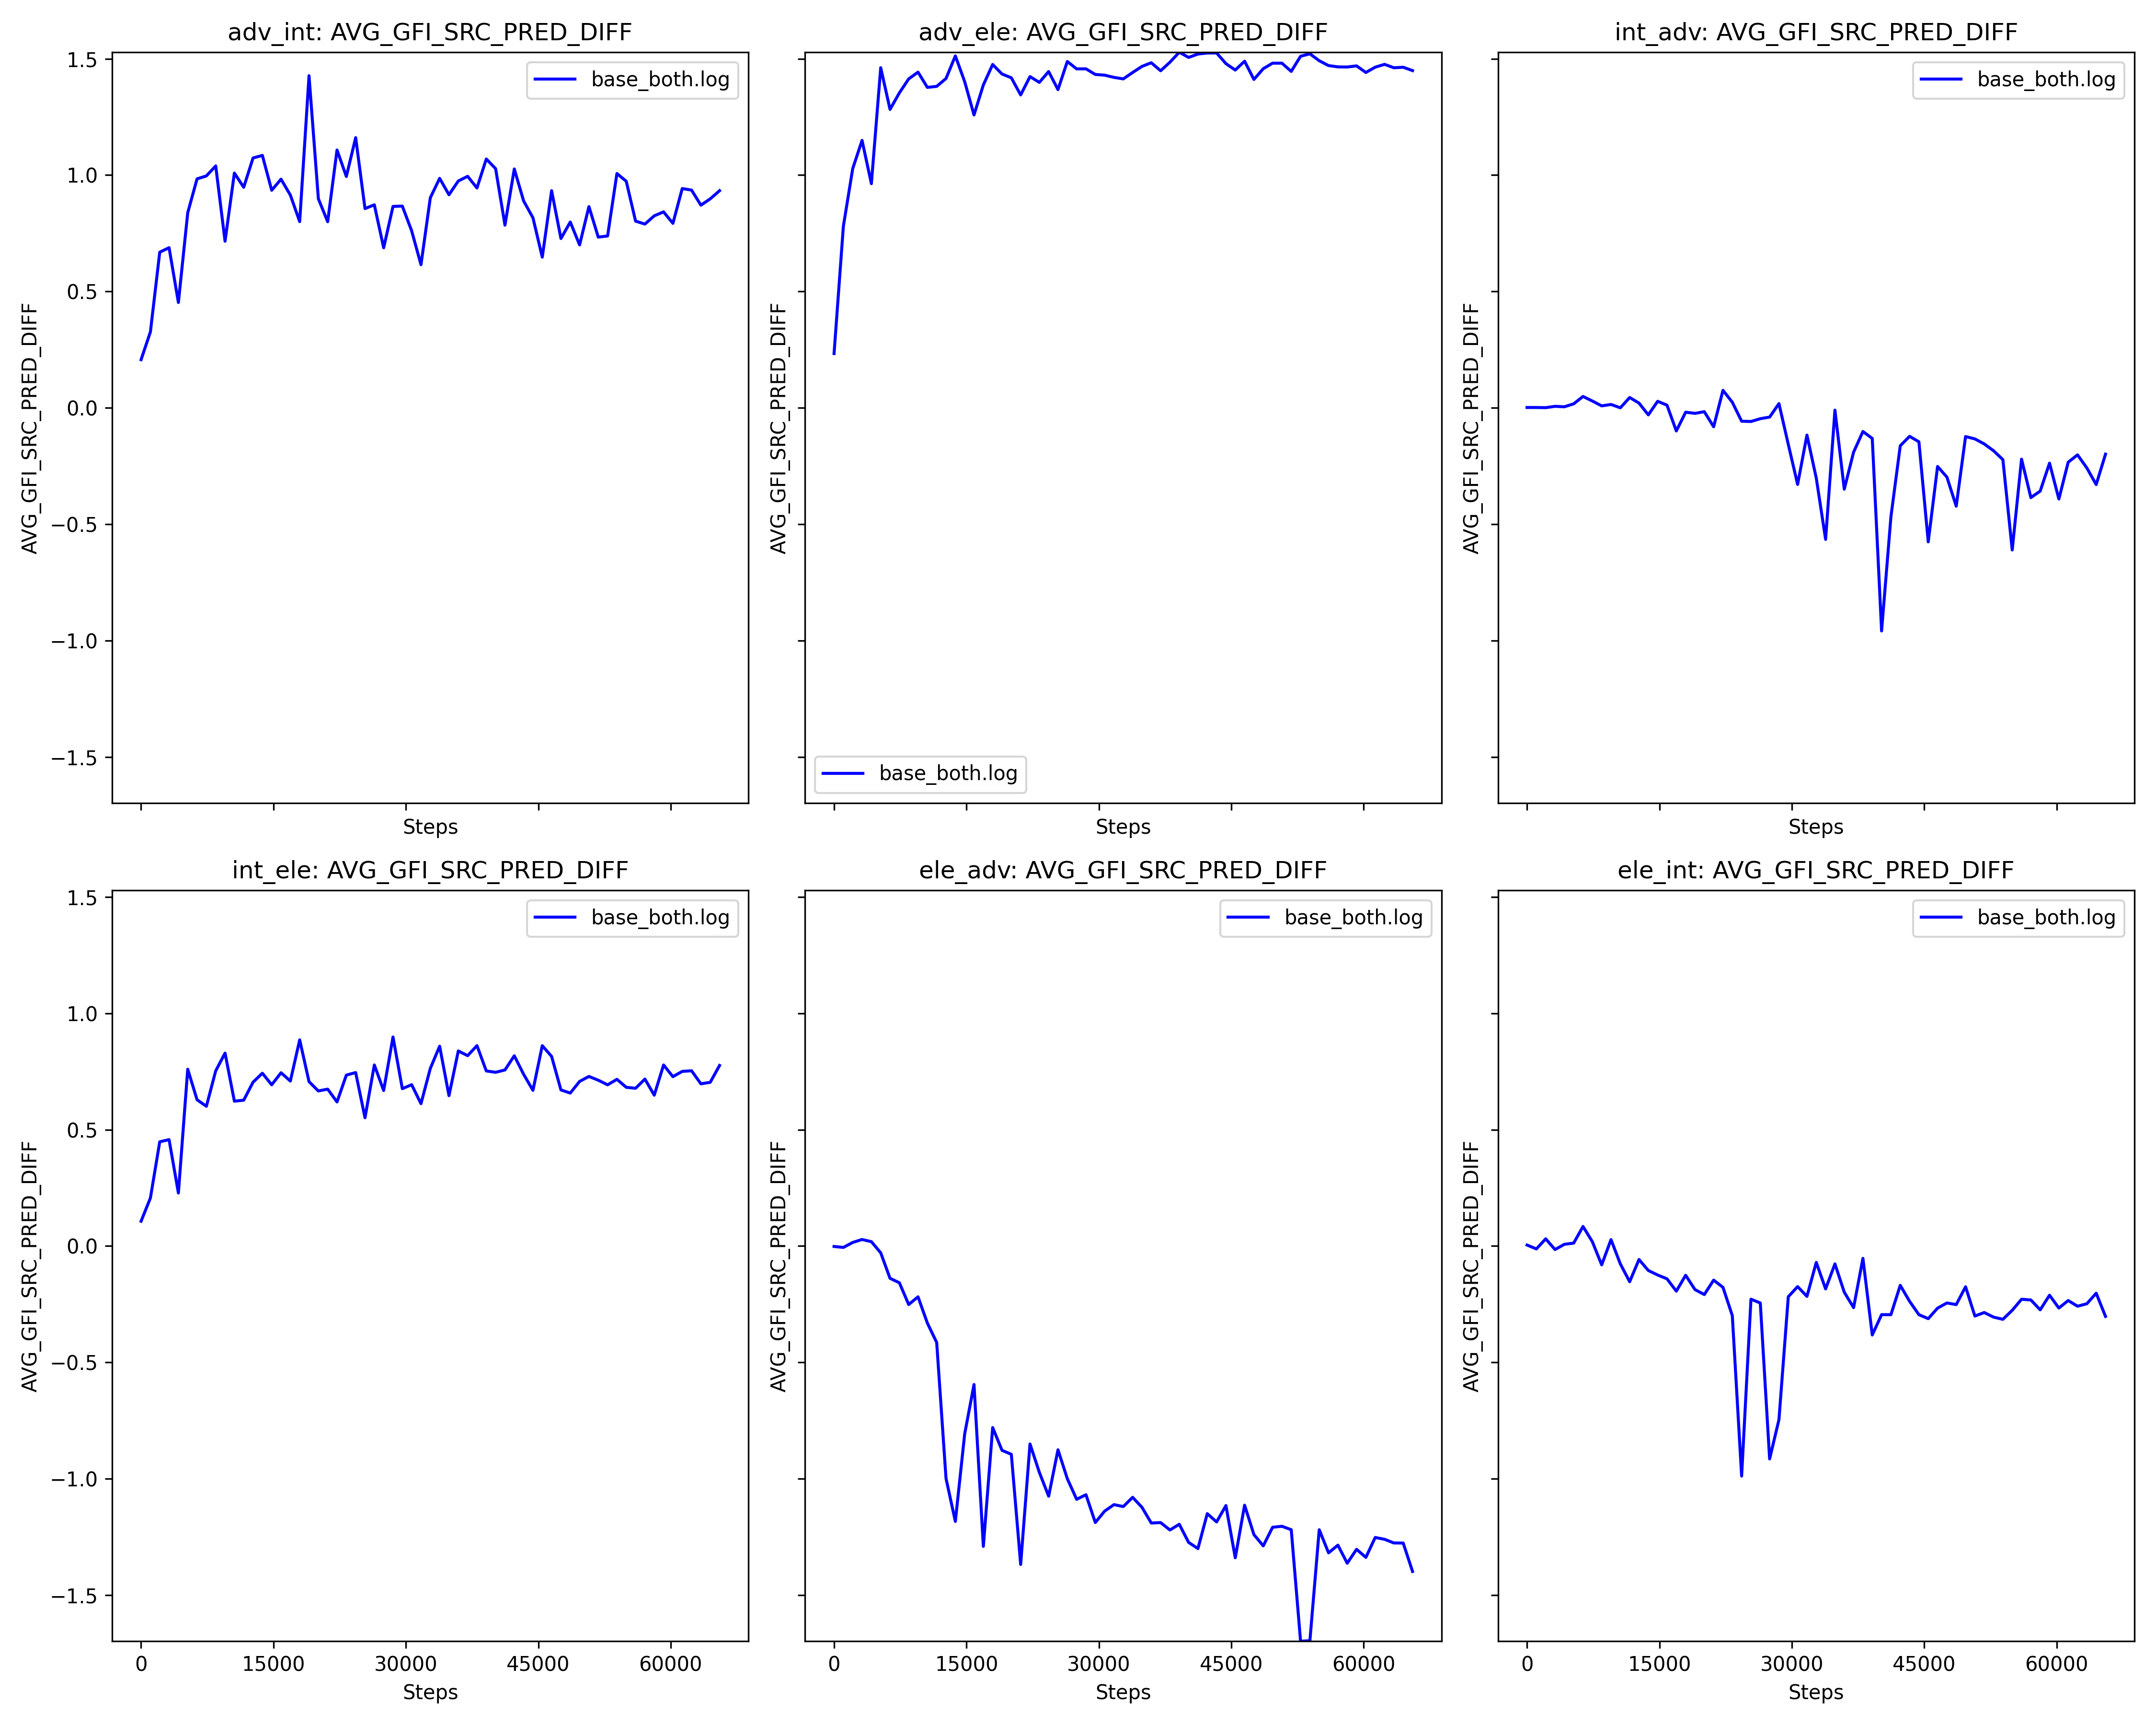 adv_int: AVG_GFI_SRC_PRED_DIFF
adv_ele: AVG_GFI_SRC_PRED_DIFF
int_adv: AVG_GFI_SRC_PRED_DIFF
AVG_GFI_SRC_PRED_DIFF
1.5
1.0
0.5
0.0
−0.5
−1.0
−1.5
base_both.log
Steps
AVG_GFI_SRC_PRED_DIFF
base_both.log
Steps
AVG_GFI_SRC_PRED_DIFF
base_both.log
Steps
int_ele: AVG_GFI_SRC_PRED_DIFF
ele_adv: AVG_GFI_SRC_PRED_DIFF
ele_int: AVG_GFI_SRC_PRED_DIFF
AVG_GFI_SRC_PRED_DIFF
1.5
1.0
0.5
0.0
−0.5
−1.0
−1.5
base_both.log
0 15000 30000 45000 60000
Steps
AVG_GFI_SRC_PRED_DIFF
base_both.log
0 15000 30000 45000 60000
Steps
AVG_GFI_SRC_PRED_DIFF
base_both.log
0 15000 30000 45000 60000
Steps